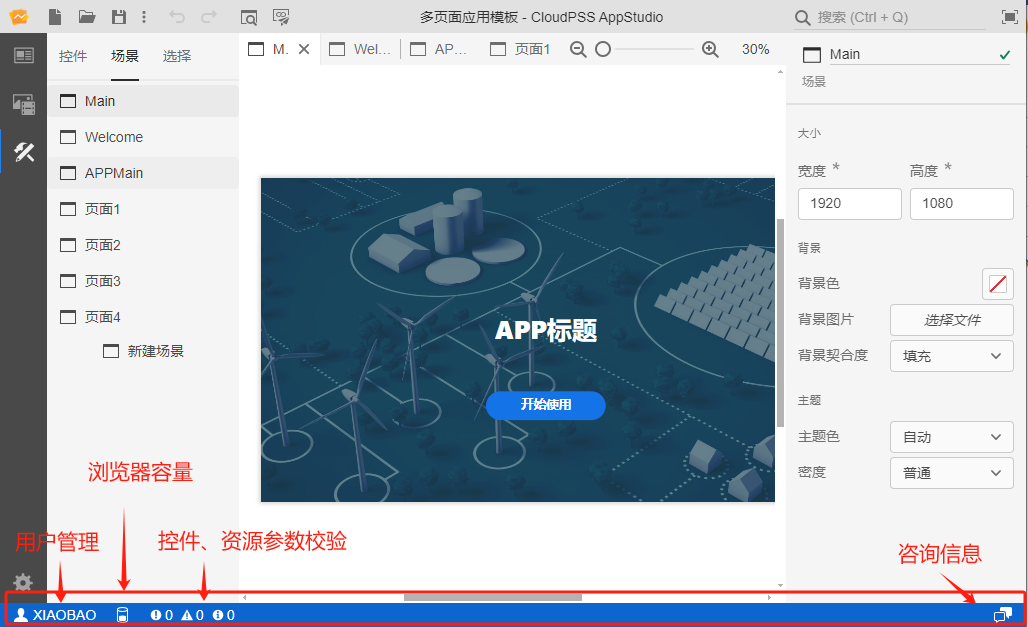 多页面应用模板 - CloudPSS AppStudio
搜索 (Ctrl + Q)
控件 场景 选择
M. Wel... AP... 页面1 30%
Main
Welcome
APPMain
页面1
页面2
页面3
页面4
新建场景
APP标题
开始使用
Main
场景
大小
宽度 * 高度 *
1920 1080
背景
背景色
背景图片 选择文件
背景契合度 填充
主题
主题色 自动
密度 普通
浏览器容量
用户管理
控件、资源参数校验
咨询信息
XIAOBAO 0 0 0